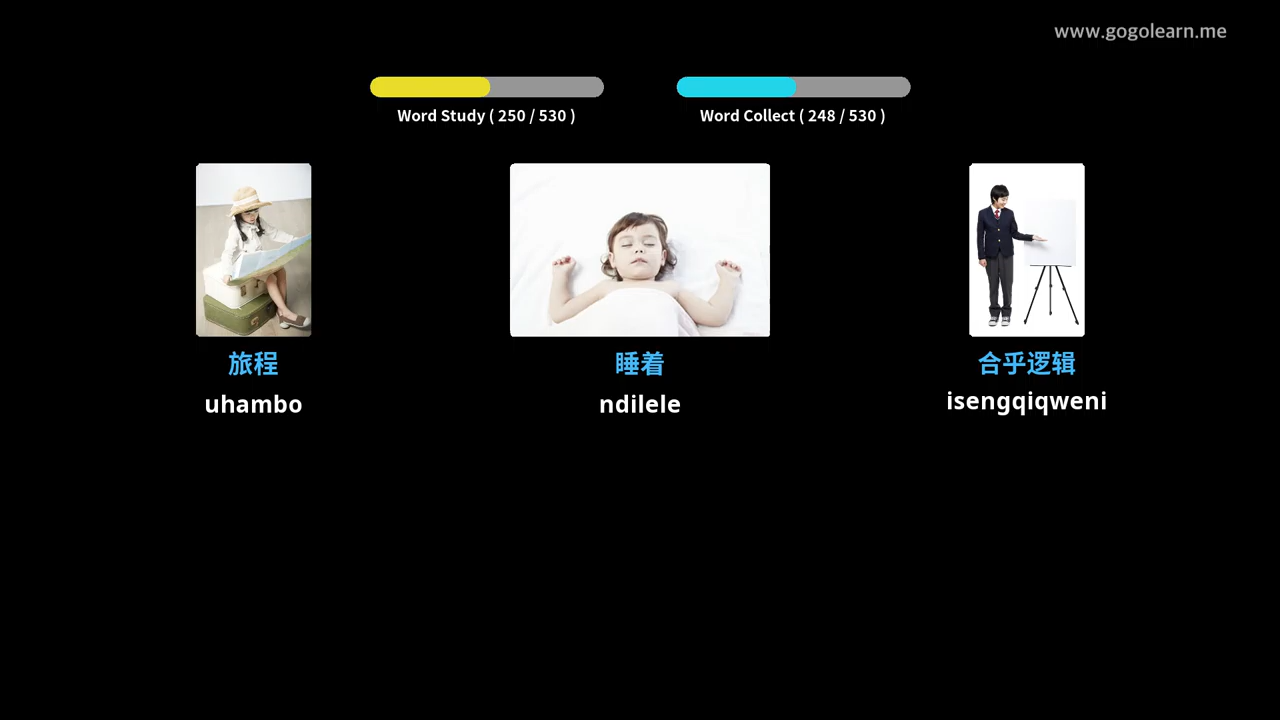 www.gogolearn.me
Word Study ( 250 / 530 )
Word Collect ( 248 / 530 )
旅程
睡着
合乎逻辑
uhambo
ndilele
isengqiqweni